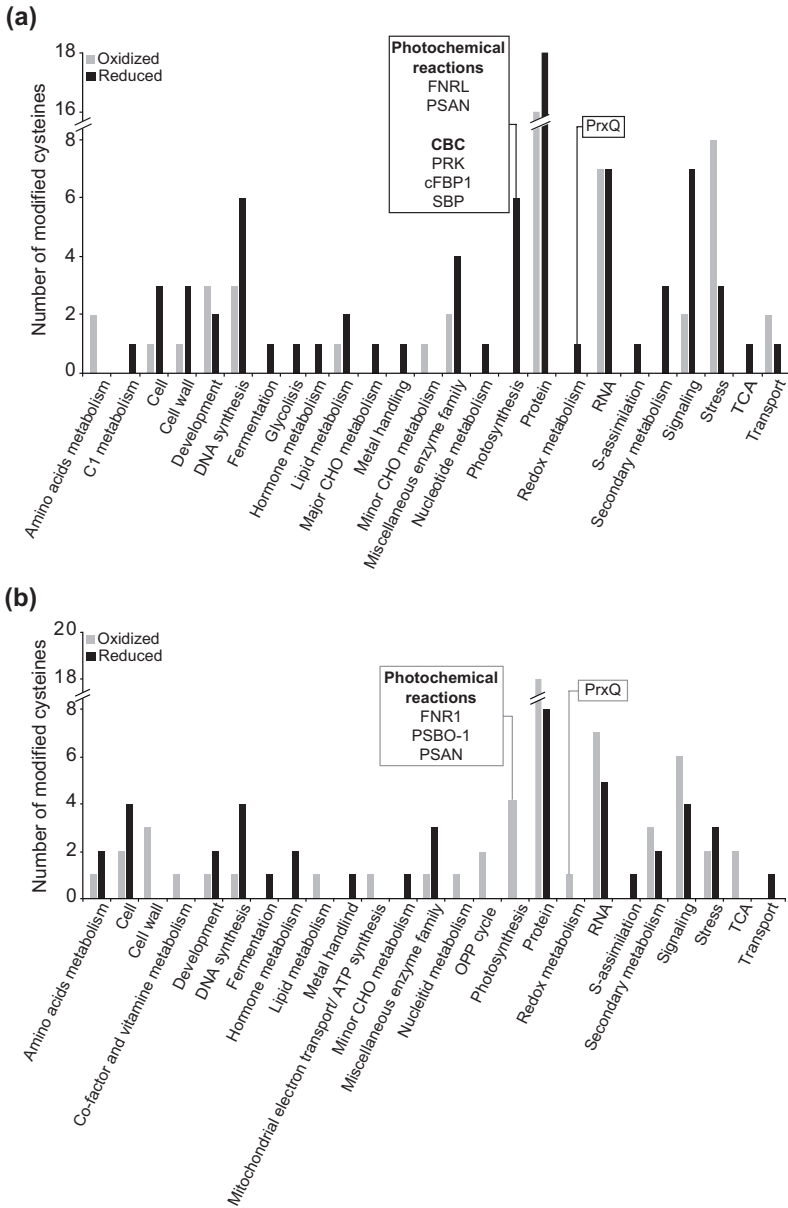 (a)
Oxidized
Reduced
Number of modified cysteines
18
16
8
6
4
2
0
Photochemical
reactions
FNRL
PSAN
CBC
PRK
cFBP1
SBP
PrxQ
Amino acids metabolism
C1 metabolism
Cell
Cell wall
Development
DNA synthesis
Fermentation
Glycolisis
Hormone metabolism
Lipid metabolism
Major CHO metabolism
Metal handling
Minor CHO metabolism
Miscellaneous enzyme family
Nucleotide metabolism
Photosynthesis
Protein
Redox metabolism
RNA
S-assimilation
Secondary metabolism
Signaling
Stress
TCA
Transport
(b)
Oxidized
Reduced
Number of modified cysteines
20
18
8
6
4
2
0
Photochemical
reactions
FNR1
PSBO-1
PSAN
PrxQ
Amino acids metabolism
Cell
Cell wall
Co-factor and vitamine metabolism
Development
DNA synthesis
Fermentation
Hormone metabolism
Lipid metabolism
Metal handlind
Mitochondrial electron transport/ ATP synthesis
Minor CHO metabolism
Miscellaneous enzyme family
Nucleitid metabolism
OPP cycle
Photosynthesis
Protein
Redox metabolism
RNA
S-assimilation
Secondary metabolism
Signaling
Stress
TCA
Transport